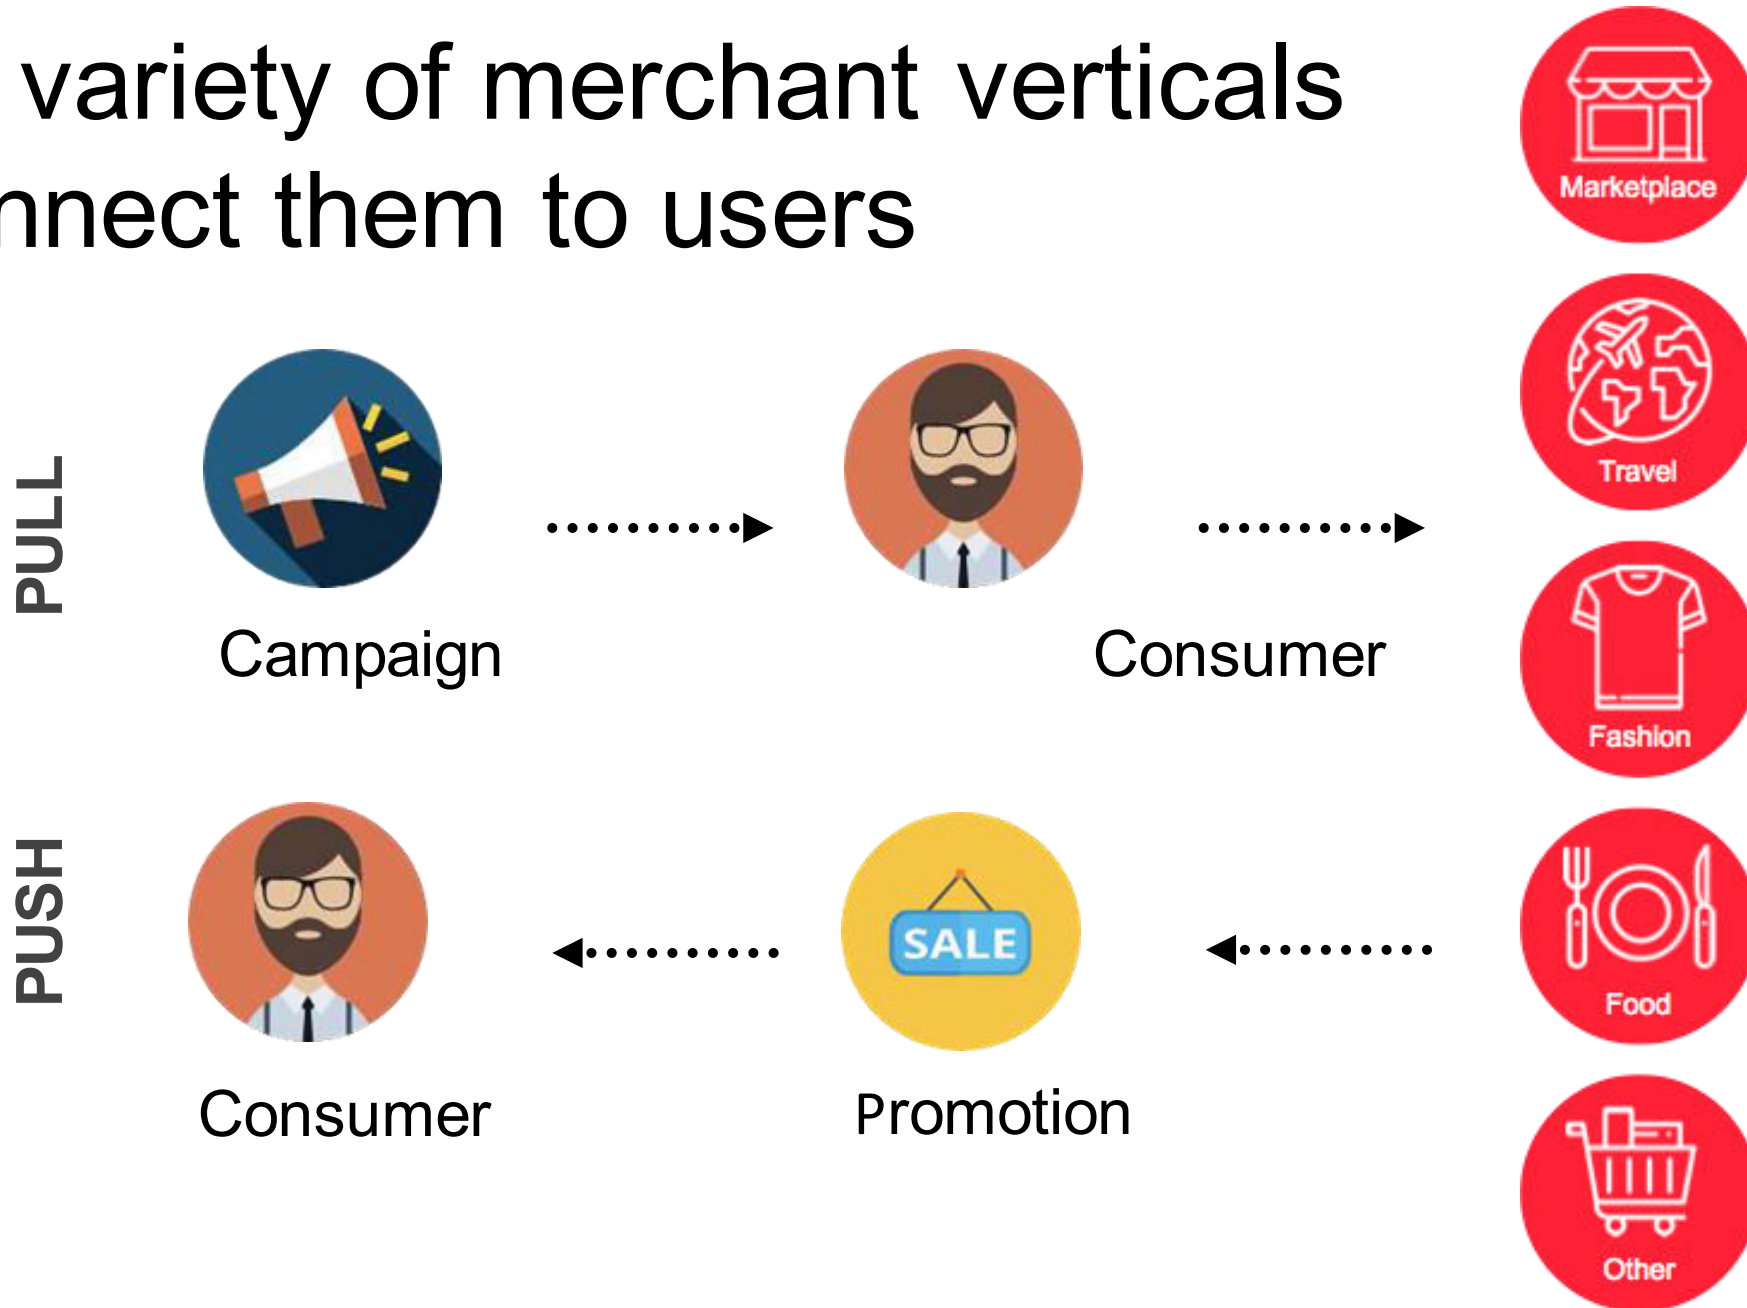 variety of merchant verticals
nnect them to users
Marketplace
Travel
PULL
Campaign
Consumer
Fashion
PUSH
SALE
Food
Consumer
Promotion
Other